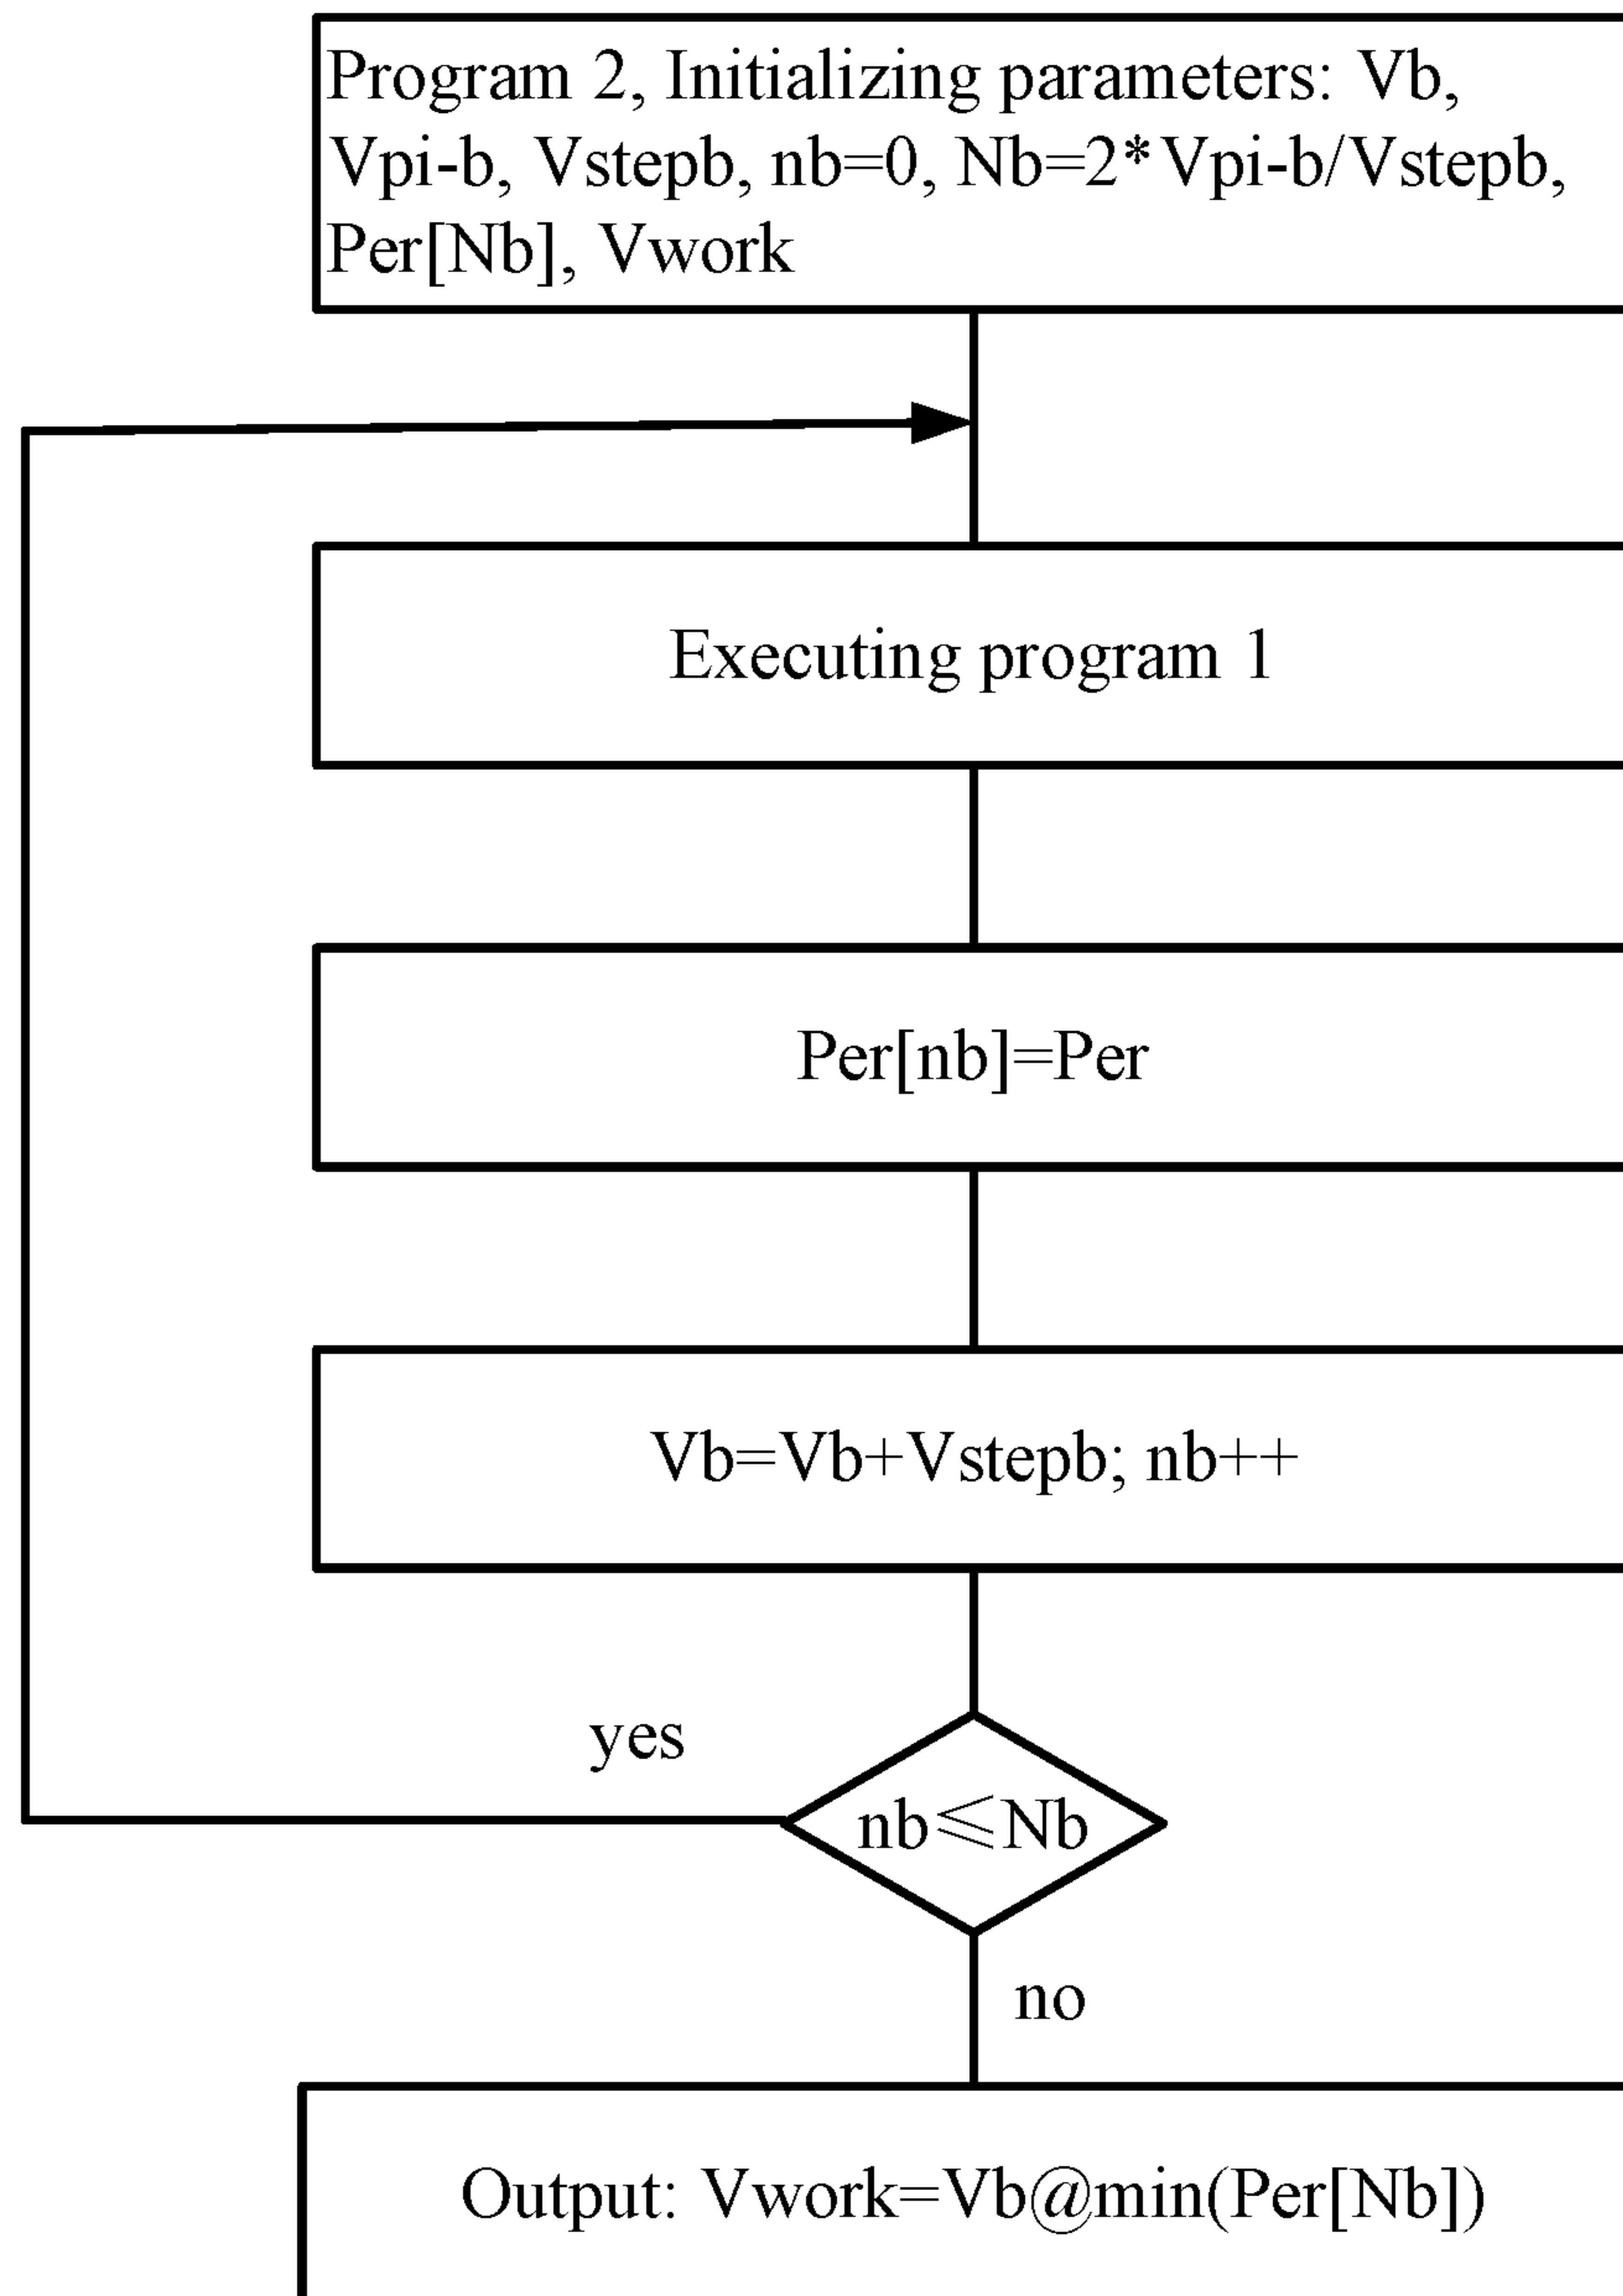 Program 2, Initializing parameters: Vb,
Vpi-b, Vstepb, nb=0, Nb=2*Vpi-b/Vstepb,
Per[Nb], Vwork
Executing program 1
Per[nb]=Per
Vb=Vb+Vstepb; nb++
yes
nb≤Nb
no
Output: Vwork=Vb@min(Per[Nb])